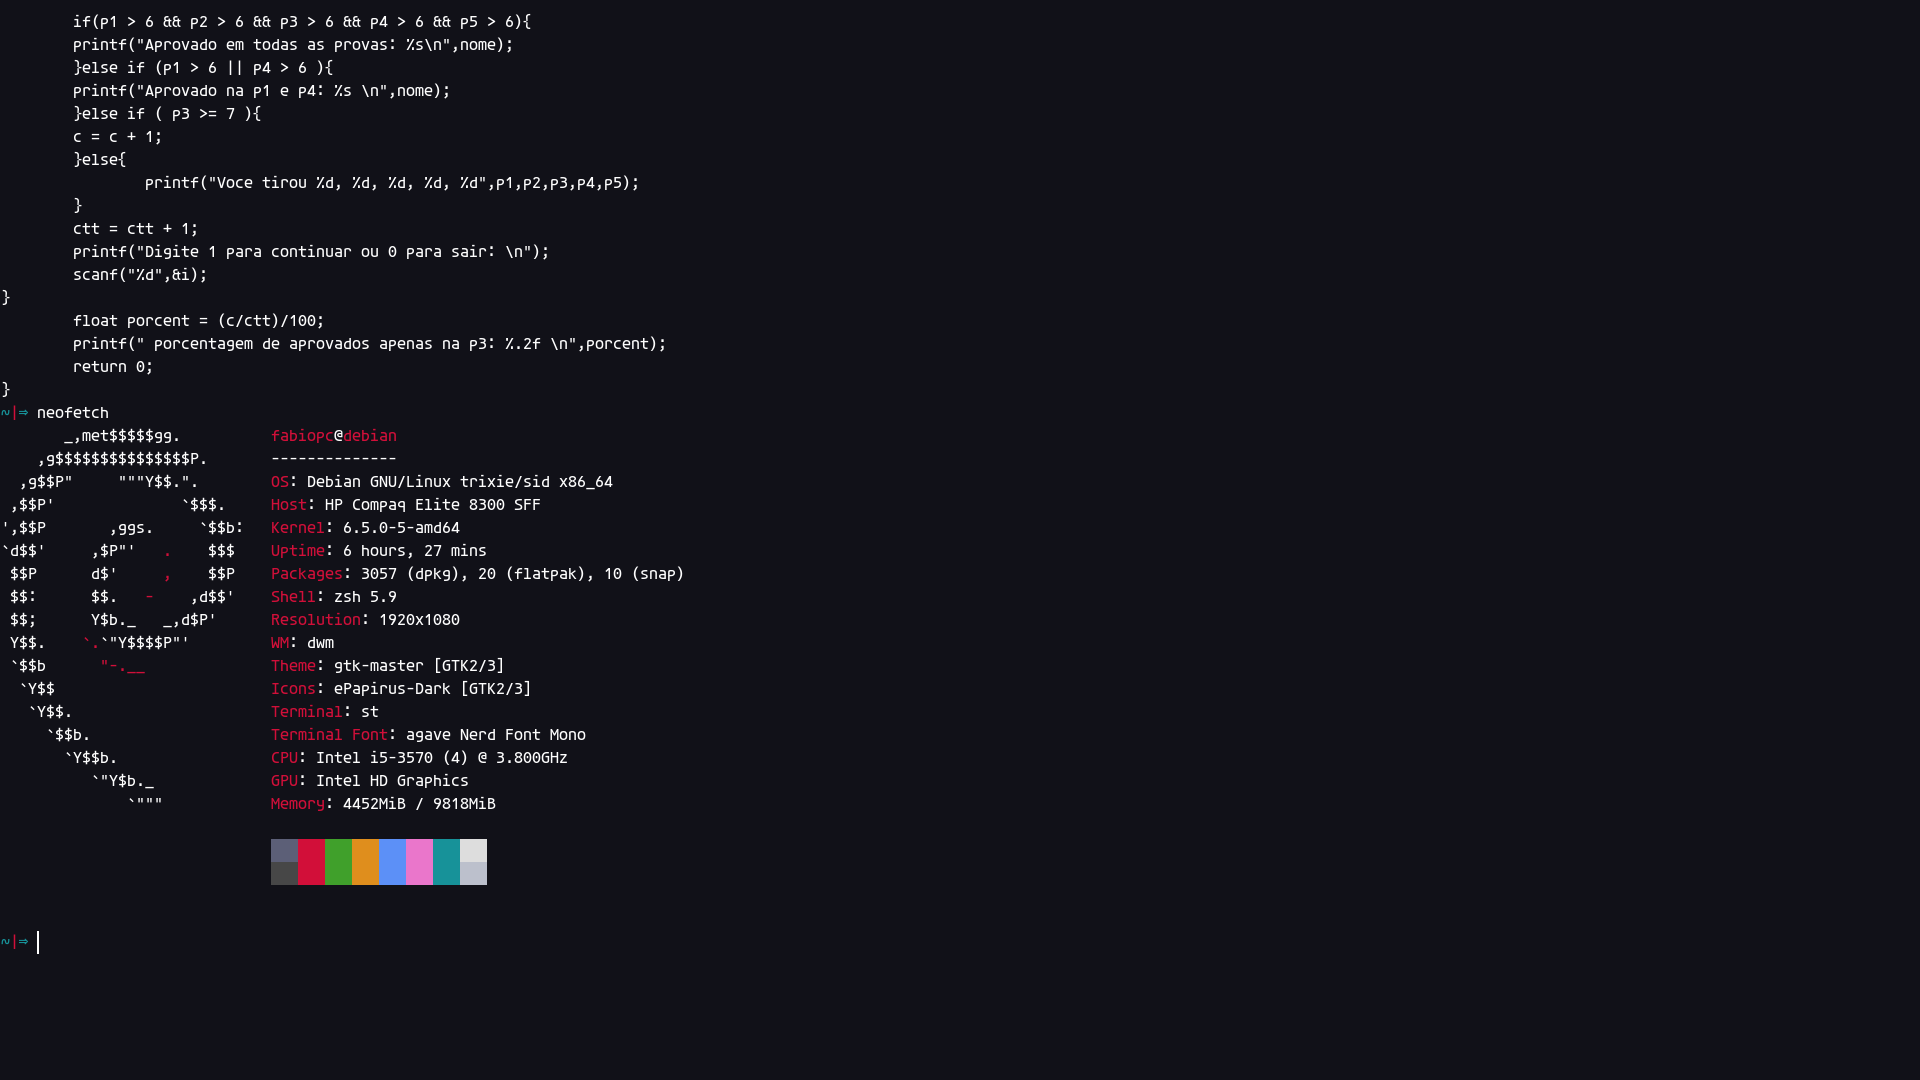 if(p1 > 6 && p2 > 6 && p3 > 6 && p4 > 6 && p5 > 6){
        printf("Aprovado em todas as provas: %s\n",nome);
        }else if (p1 > 6 || p4 > 6 ){
        printf("Aprovado na p1 e p4: %s \n",nome);
        }else if ( p3 >= 7 ){
        c = c + 1;
        }else{
                printf("Voce tirou %d, %d, %d, %d, %d",p1,p2,p3,p4,p5);
        }
        ctt = ctt + 1;
        printf("Digite 1 para continuar ou 0 para sair: \n");
        scanf("%d",&i);
}
        float porcent = (c/ctt)/100;
        printf(" porcentagem de aprovados apenas na p3: %.2f \n",porcent);
        return 0;
}
~|⇒ neofetch
       _,met$$$$$gg.          fabiopc@debian
    ,g$$$$$$$$$$$$$$$P.       --------------
  ,g$$P"     """Y$$.".        OS: Debian GNU/Linux trixie/sid x86_64
 ,$$P'              `$$$.     Host: HP Compaq Elite 8300 SFF
',$$P       ,ggs.     `$$b:   Kernel: 6.5.0-5-amd64
`d$$'     ,$P"'   .    $$$    Uptime: 6 hours, 27 mins
 $$P      d$'     ,    $$P    Packages: 3057 (dpkg), 20 (flatpak), 10 (snap)
 $$:      $$.   -    ,d$$'    Shell: zsh 5.9
 $$;      Y$b._   _,d$P'      Resolution: 1920x1080
 Y$$.    `.`"Y$$$$P"'         WM: dwm
 `$$b      "-.__              Theme: gtk-master [GTK2/3]
  `Y$$                        Icons: ePapirus-Dark [GTK2/3]
   `Y$$.                      Terminal: st
     `$$b.                    Terminal Font: agave Nerd Font Mono
       `Y$$b.                 CPU: Intel i5-3570 (4) @ 3.800GHz
          `"Y$b._             GPU: Intel HD Graphics
              `"""            Memory: 4452MiB / 9818MiB
~|⇒